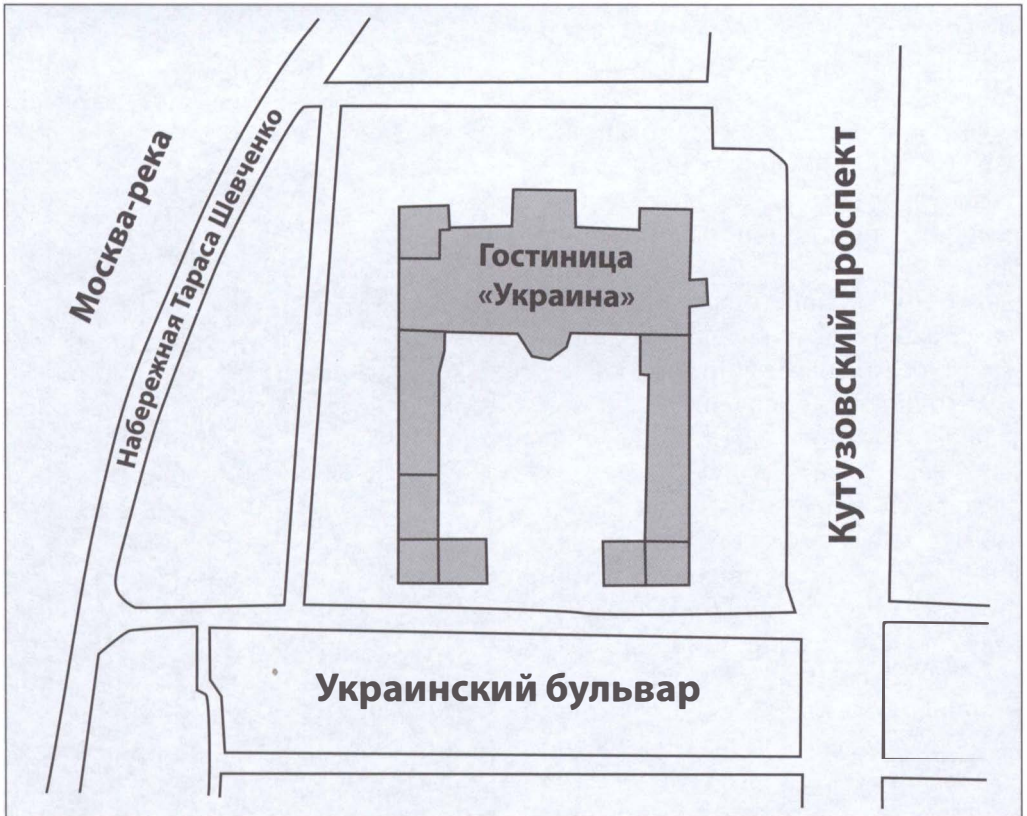 Москва-река
Набережная Тараса Шевченко
Гостиница
«Украина»
Кутузовский проспект
Украинский бульвар